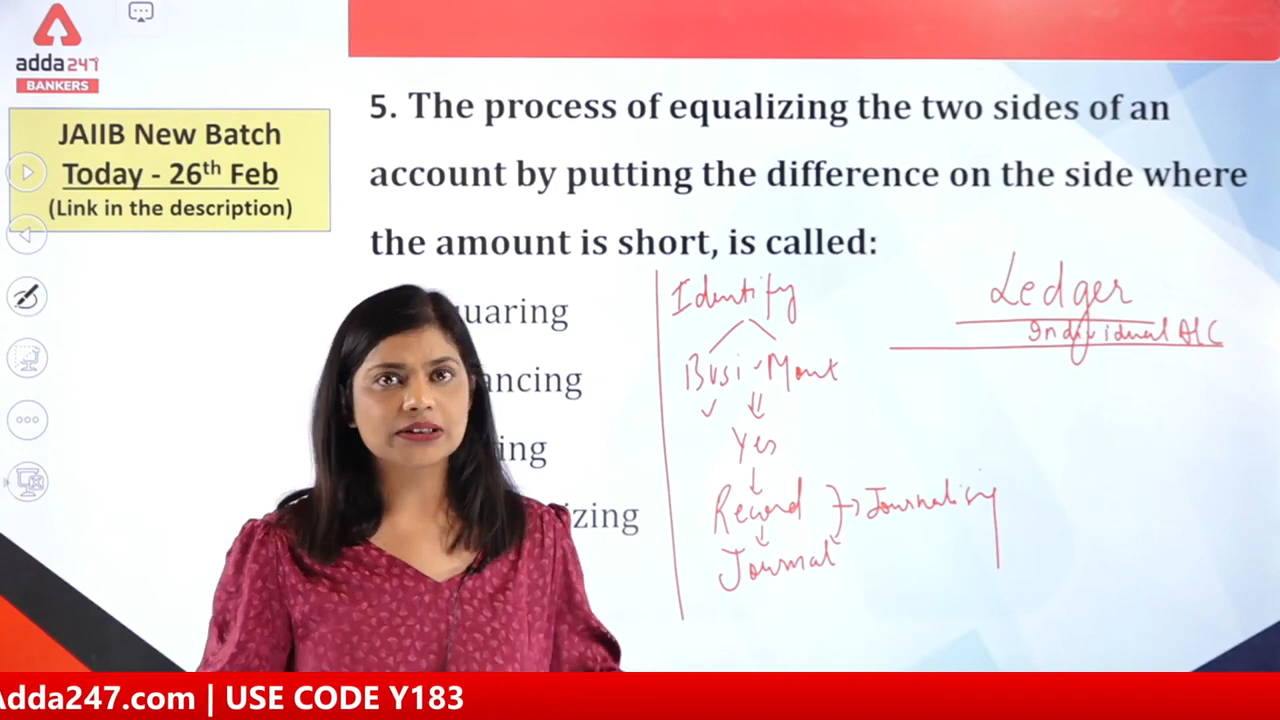 adda247
BANKERS
JAIIB New Batch
Today - 26th Feb
(Link in the description)
5. The process of equalizing the two sides of an
account by putting the difference on the side where
the amount is short, is called:
uaring
ancing
ing
izing
Identify
Busi
Yes
Record
Journal
Journalising
Ledger
Individual A/C
Adda247.com | USE CODE Y183